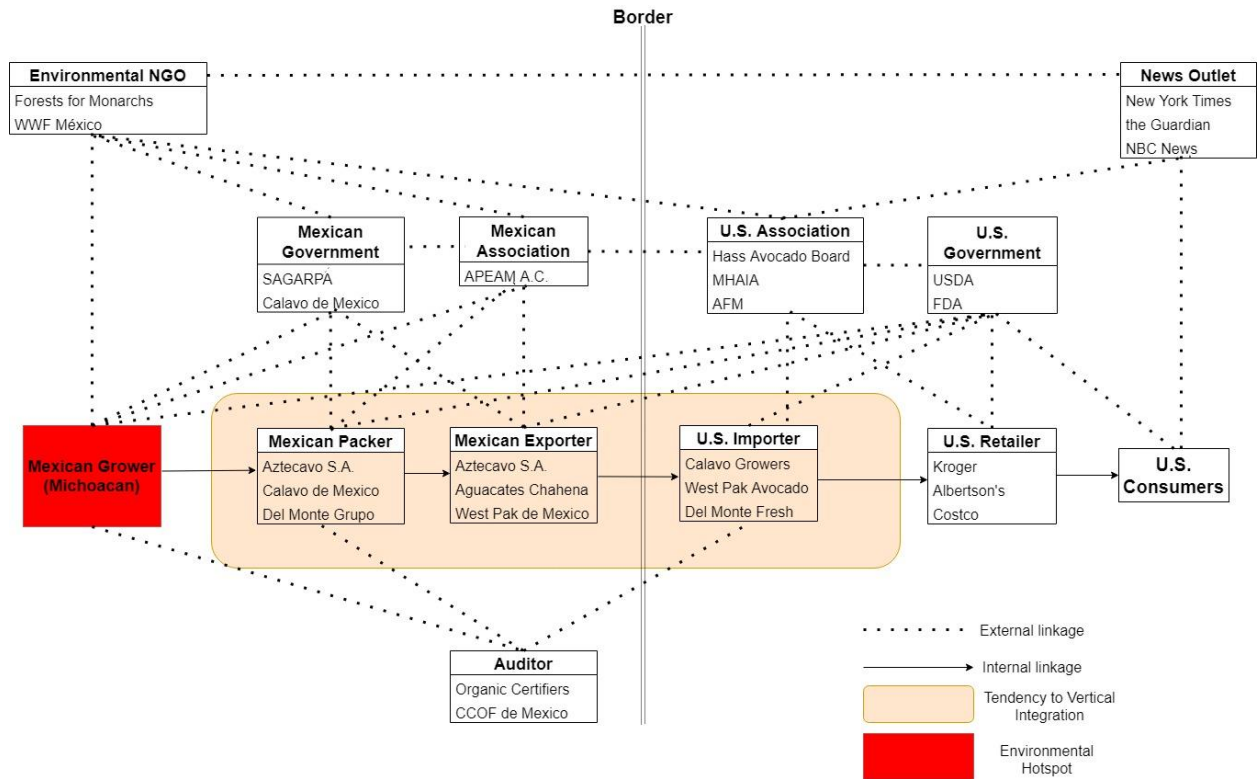 Border
Environmental NGO
Forests for Monarchs
WWF México
News Outlet
New York Times
the Guardian
NBC News
Mexican
Government
SAGARPA
Calavo de Mexico
Mexican
Association
APEAM A.C.
U.S. Association
Hass Avocado Board
MHAIA
AFM
U.S.
Government
USDA
FDA
Mexican Grower
(Michoacan)
Mexican Packer
Aztecavo S.A.
Calavo de Mexico
Del Monte Grupo
Mexican Exporter
Aztecavo S.A.
Aguacates Chahena
West Pak de Mexico
U.S. Importer
Calavo Growers
West Pak Avocado
Del Monte Fresh
U.S. Retailer
Kroger
Albertson's
Costco
U.S.
Consumers
Auditor
Organic Certifiers
CCOF de Mexico
External linkage
Internal linkage
Tendency to Vertical
Integration
Environmental
Hotspot